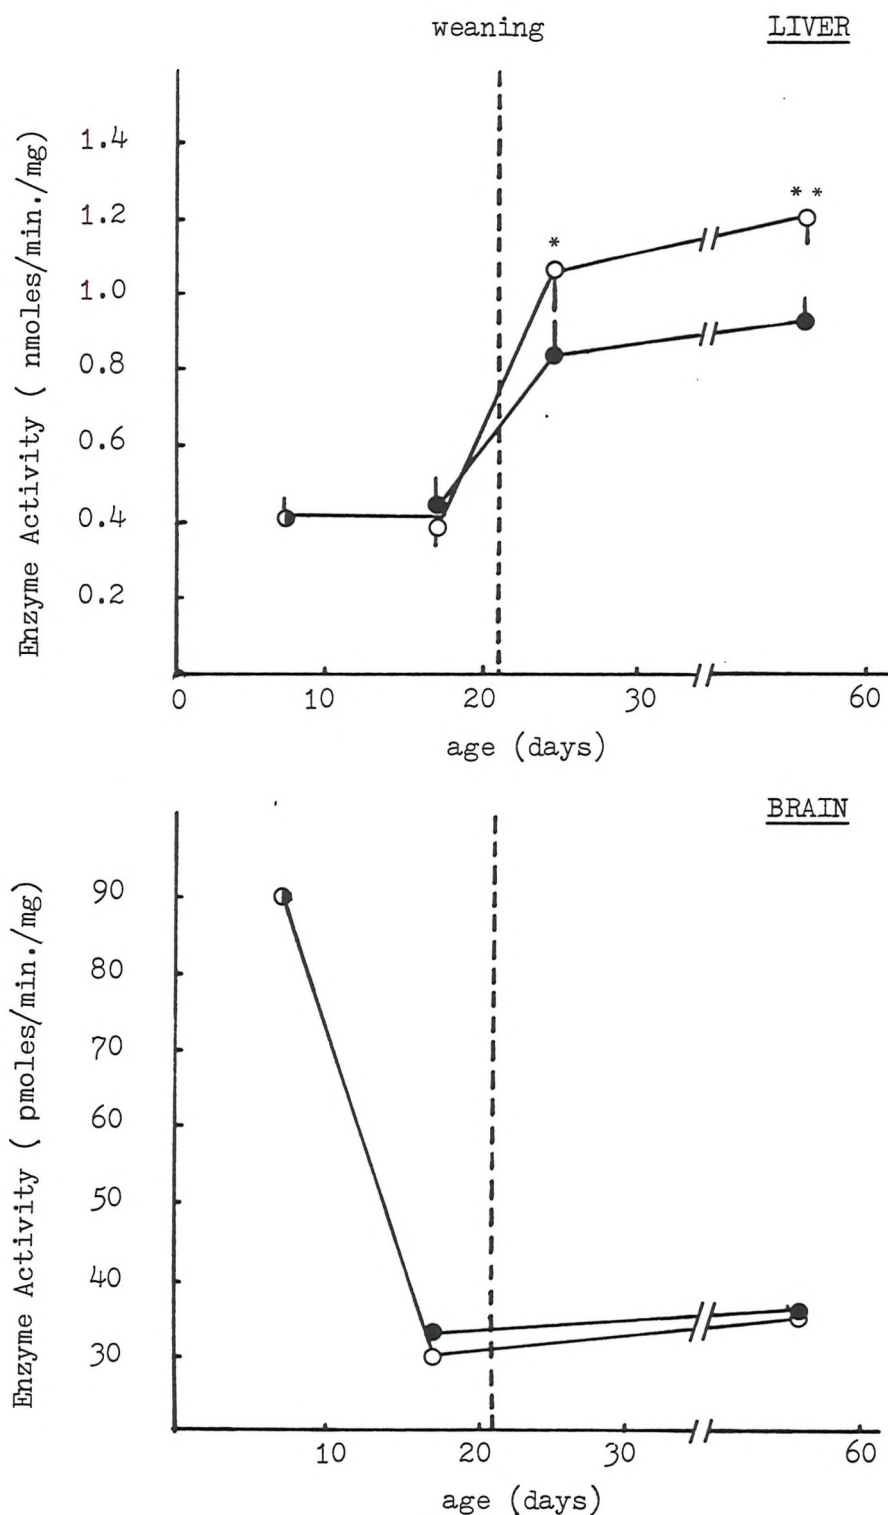 weaning
LIVER
Enzyme Activity ( nmoles/min./mg)
1.4
1.2
1.0
0.8
0.6
0.4
0.2
*
* *
0 10 20 30 60
age (days)
BRAIN
Enzyme Activity ( pmoles/min./mg)
90
80
70
60
50
40
30
10 20 30 60
age (days)